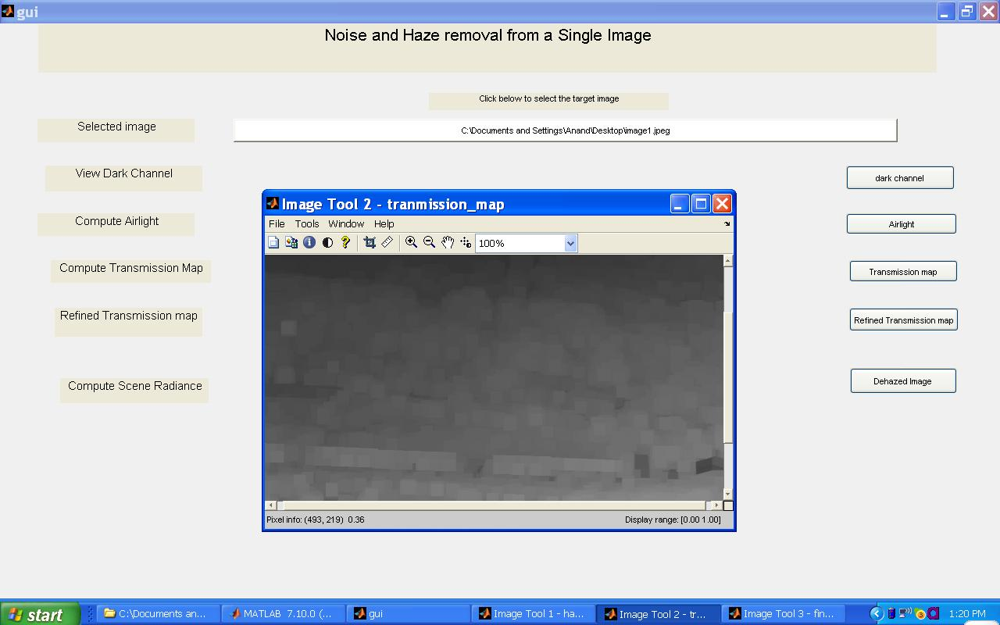 gui
Noise and Haze removal from a Single Image
Click below to select the target image
Selected image
C:\Documents and Settings\Anand\Desktop\image1.jpeg
View Dark Channel
dark channel
Image Tool 2 - tranmission_map
Compute Airlight
Airlight
File Tools Window Help
100%
Compute Transmission Map
Transmission map
Refined Transmission map
Refined Transmission map
Compute Scene Radiance
Dehazed Image
Pixel info: (493, 219) 0.36
Display range: [0.00 1.00]
start
C:\Documents an...
MATLAB 7.10.0 (...
gui
Image Tool 1 - ha...
Image Tool 2 - tr...
Image Tool 3 - fin...
1:20 PM